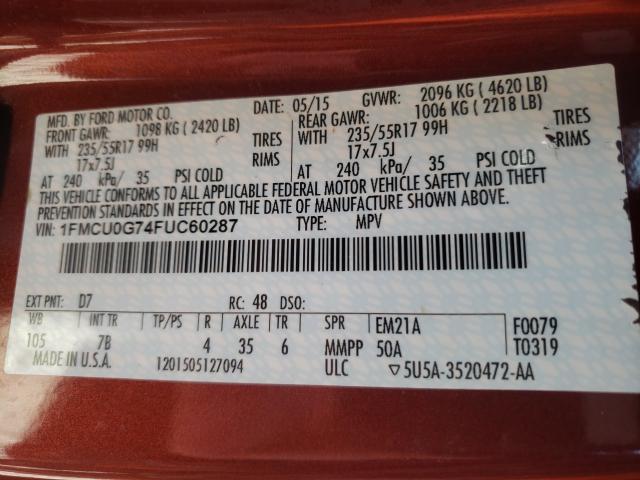 MFD. BY FORD MOTOR CO. DATE: 05/15 GVWR: 2096 KG ( 4620 LB)
FRONT GAWR: 1098 KG ( 2420 LB) REAR GAWR: 1006 KG ( 2218 LB)
WITH 235/55R17 99H TIRES WITH 235/55R17 99H TIRES
17x7.5J RIMS 17x7.5J RIMS
AT 240 kPa/ 35 PSI COLD AT 240 kPa/ 35 PSI COLD
THIS VEHICLE CONFORMS TO ALL APPLICABLE FEDERAL MOTOR VEHICLE SAFETY AND THEFT
PREVENTION STANDARDS IN EFFECT ON THE DATE OF MANUFACTURE SHOWN ABOVE.
VIN: 1FMCU0G74FUC60287 TYPE: MPV
EXT PNT: D7 RC: 48 DSO:
WB INT TR TP/PS R AXLE TR SPR EM21A F0079
105 7B 4 35 6 MMPP 50A T0319
MADE IN U.S.A. 1201505127094 ULC ▽5U5A-3520472-AA